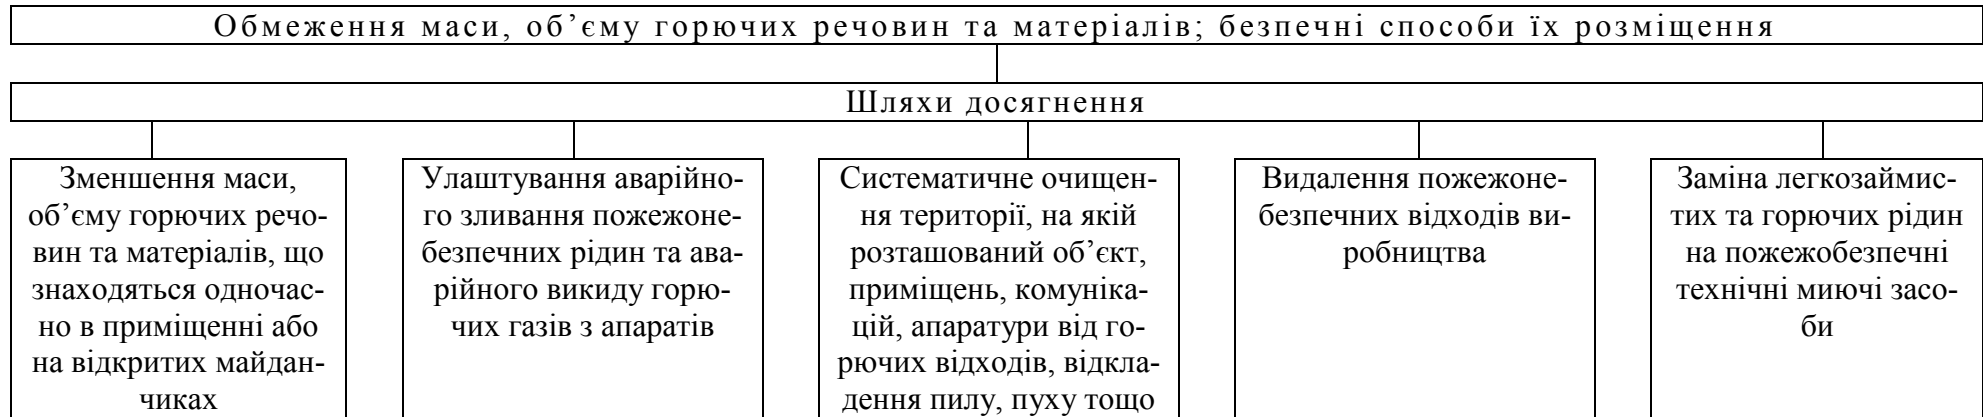 Обмеження маси, об’єму горючих речовин та матеріалів; безпечні способи їх розміщення
Шляхи досягнення
Зменшення маси,
об’єму горючих речо-
вин та матеріалів, що
знаходяться одночас-
но в приміщенні або
на відкритих майдан-
чиках
Улаштування аварійно-
го зливання пожежоне-
безпечних рідин та ава-
рійного викиду горю-
чих газів з апаратів
Систематичне очищен-
ня території, на якій
розташований об’єкт,
приміщень, комуніка-
цій, апаратури від го-
рючих відходів, відкла-
дення пилу, пуху тощо
Видалення пожежоне-
безпечних відходів ви-
робництва
Заміна легкозаймис-
тих та горючих рідин
на пожежобезпечні
технічні миючі засо-
би